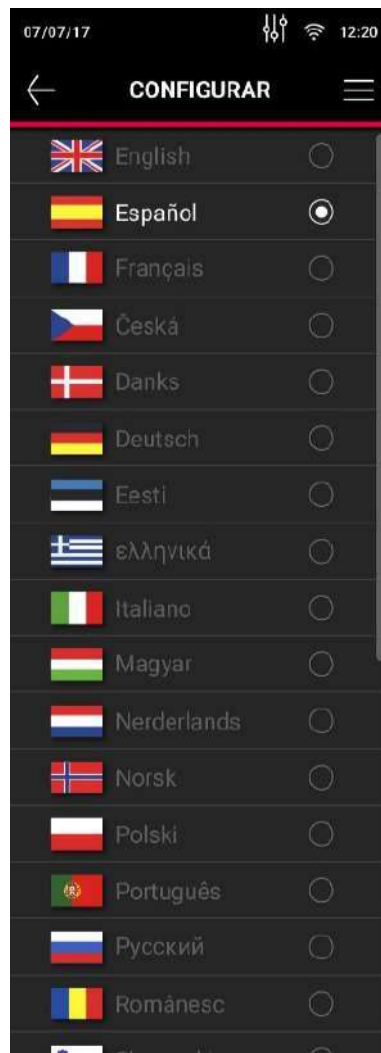 07/07/17 12:20
CONFIGURAR
English
Español
Français
Česká
Danks
Deutsch
Eesti
ελληνικά
Italiano
Magyar
Nerderlands
Norsk
Polski
Português
Русский
Românesc